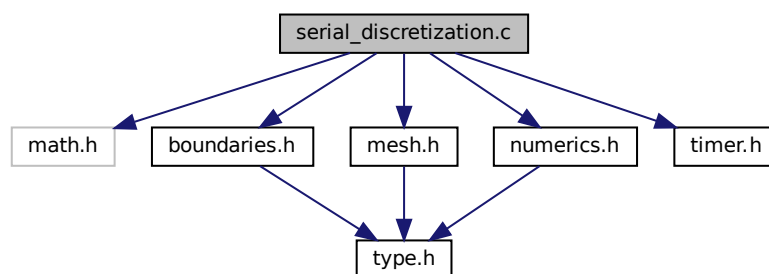 serial_discretization.c
math.h
boundaries.h
mesh.h
numerics.h
timer.h
type.h